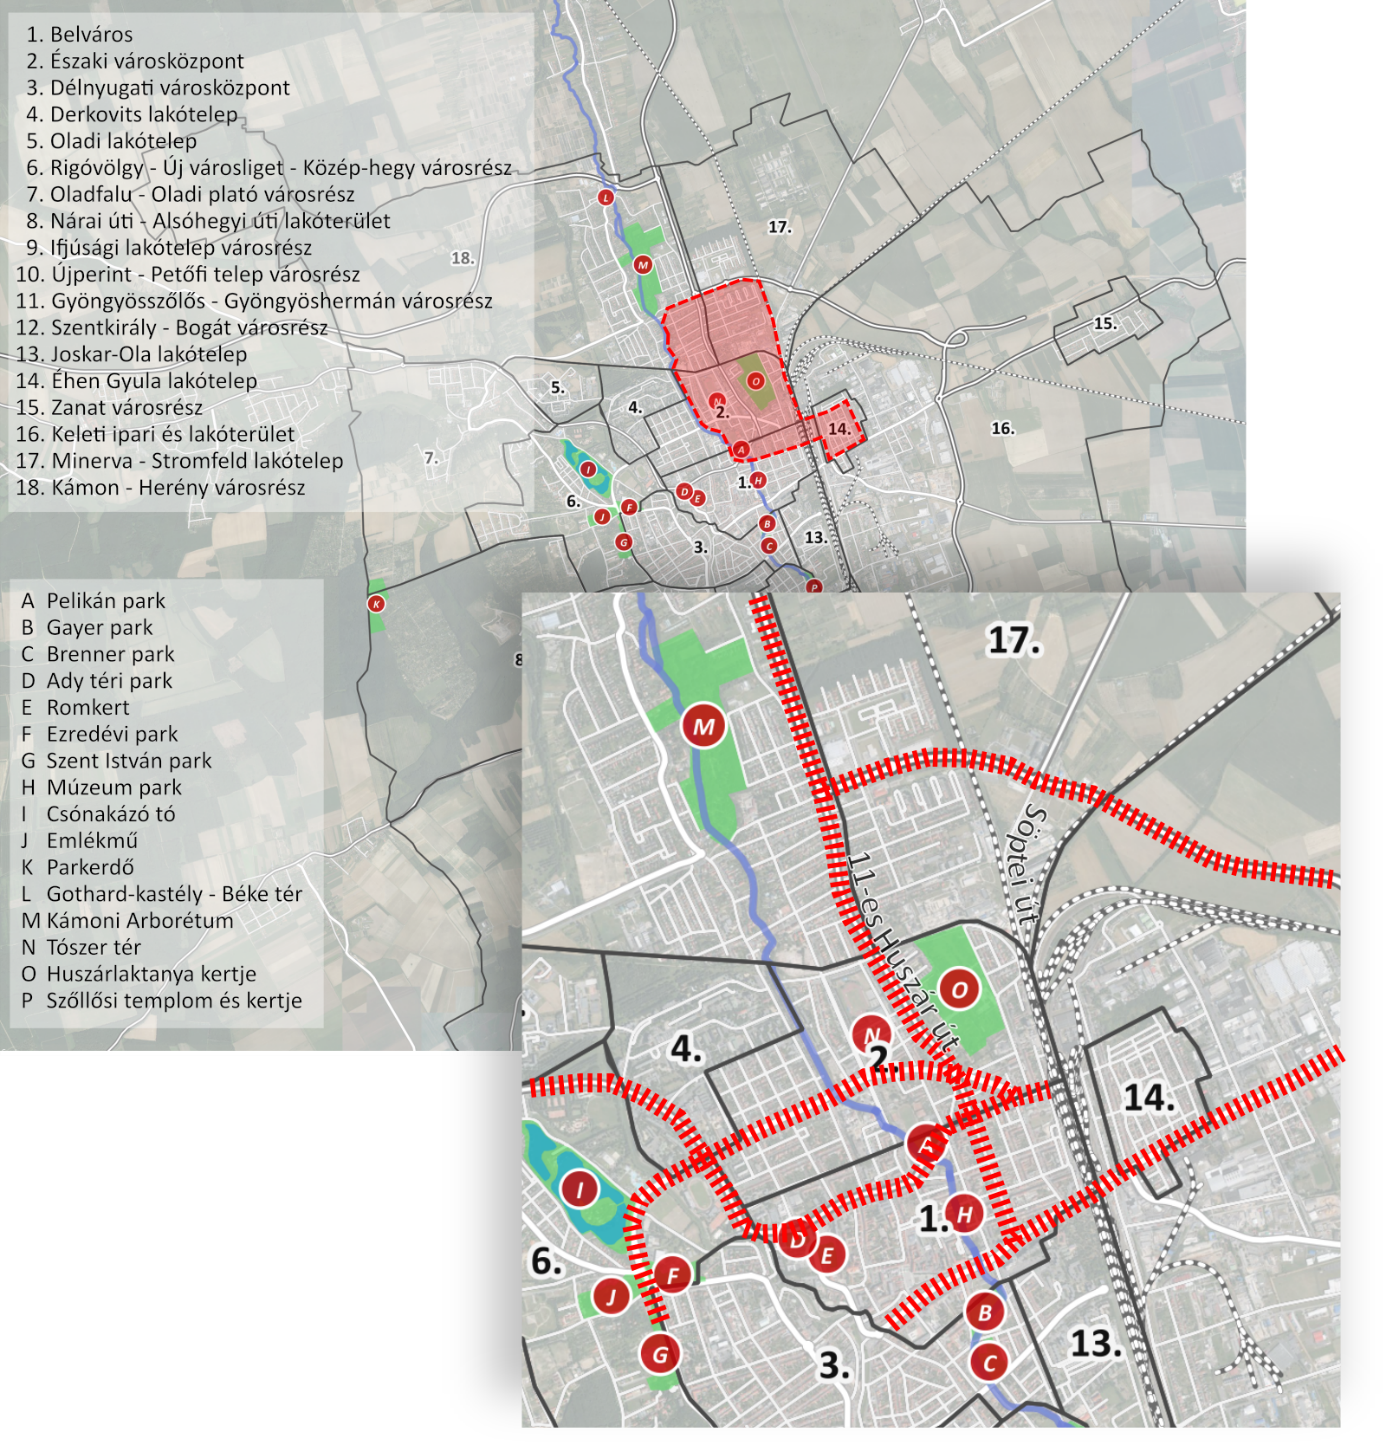 1. Belváros
2. Északi városközpont
3. Délnyugati városközpont
4. Derkovits lakótelep
5. Oladi lakótelep
6. Rigóvölgy - Új városliget - Közép-hegy városrész
7. Oladfalu - Oladi plató városrész
8. Nárai úti - Alsóhegyi úti lakóterület
9. Ifjúsági lakótelep városrész
10. Újperint - Petőfi telep városrész
11. Gyöngyösszőlős - Gyöngyöshermán városrész
12. Szentkirály - Bogát városrész
13. Joskar-Ola lakótelep
14. Éhen Gyula lakótelep
15. Zanat városrész
16. Keleti ipari és lakóterület
17. Minerva - Stromfeld lakótelep
18. Kámon - Herény városrész
L
17.
18.
M
15.
O
5.
4.
N
2.
14.
16.
A
7.
I
1.
H
D
E
6.
F
J
B
G
3.
C
13.
P
K
8
A Pelikán park
B Gayer park
C Brenner park
D Ady téri park
E Romkert
F Ezredévi park
G Szent István park
H Múzeum park
I Csónakázó tó
J Emlékmű
K Parkerdő
L Gothard-kastély - Béke tér
M Kámoni Arborétum
N Tószer tér
O Huszárlaktanya kertje
P Szőllősi templom és kertje
17.
M
Söptei út
11-es Huszár út
O
N
2.
4.
14.
A
I
1.
H
D
E
6.
F
J
B
G
3.
C
13.